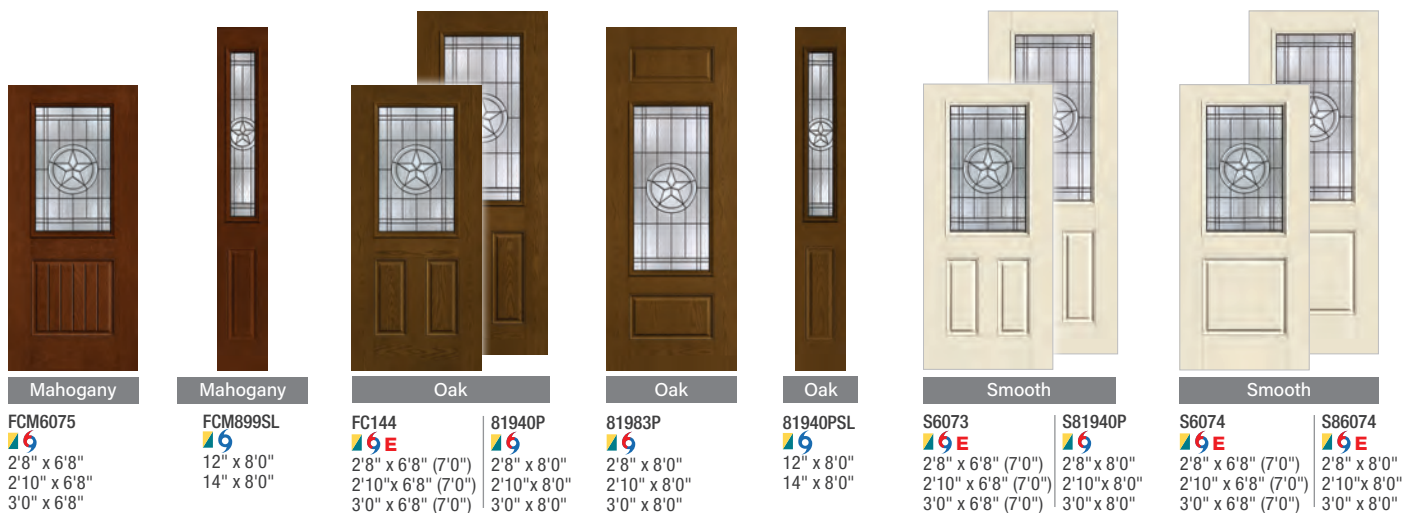 Mahogany
FCM6075
2'8" x 6'8"
2'10" x 6'8"
3'0" x 6'8"
Mahogany
FCM899SL
12" x 8'0"
14" x 8'0"
Oak
FC144
E
2'8" x 6'8" (7'0")
2'10"x 6'8" (7'0")
3'0" x 6'8" (7'0")
81940P
2'8" x 8'0"
2'10"x 8'0"
3'0" x 8'0"
Oak
81983P
2'8" x 8'0"
2'10" x 8'0"
3'0" x 8'0"
Oak
81940PSL
12" x 8'0"
14" x 8'0"
Smooth
S6073
E
2'8" x 6'8" (7'0")
2'10" x 6'8" (7'0")
3'0" x 6'8" (7'0")
S81940P
2'8" x 8'0"
2'10"x 8'0"
3'0" x 8'0"
Smooth
S6074
E
2'8" x 6'8" (7'0")
2'10" x 6'8" (7'0")
3'0" x 6'8" (7'0")
S86074
E
2'8" x 8'0"
2'10"x 8'0"
3'0" x 8'0"